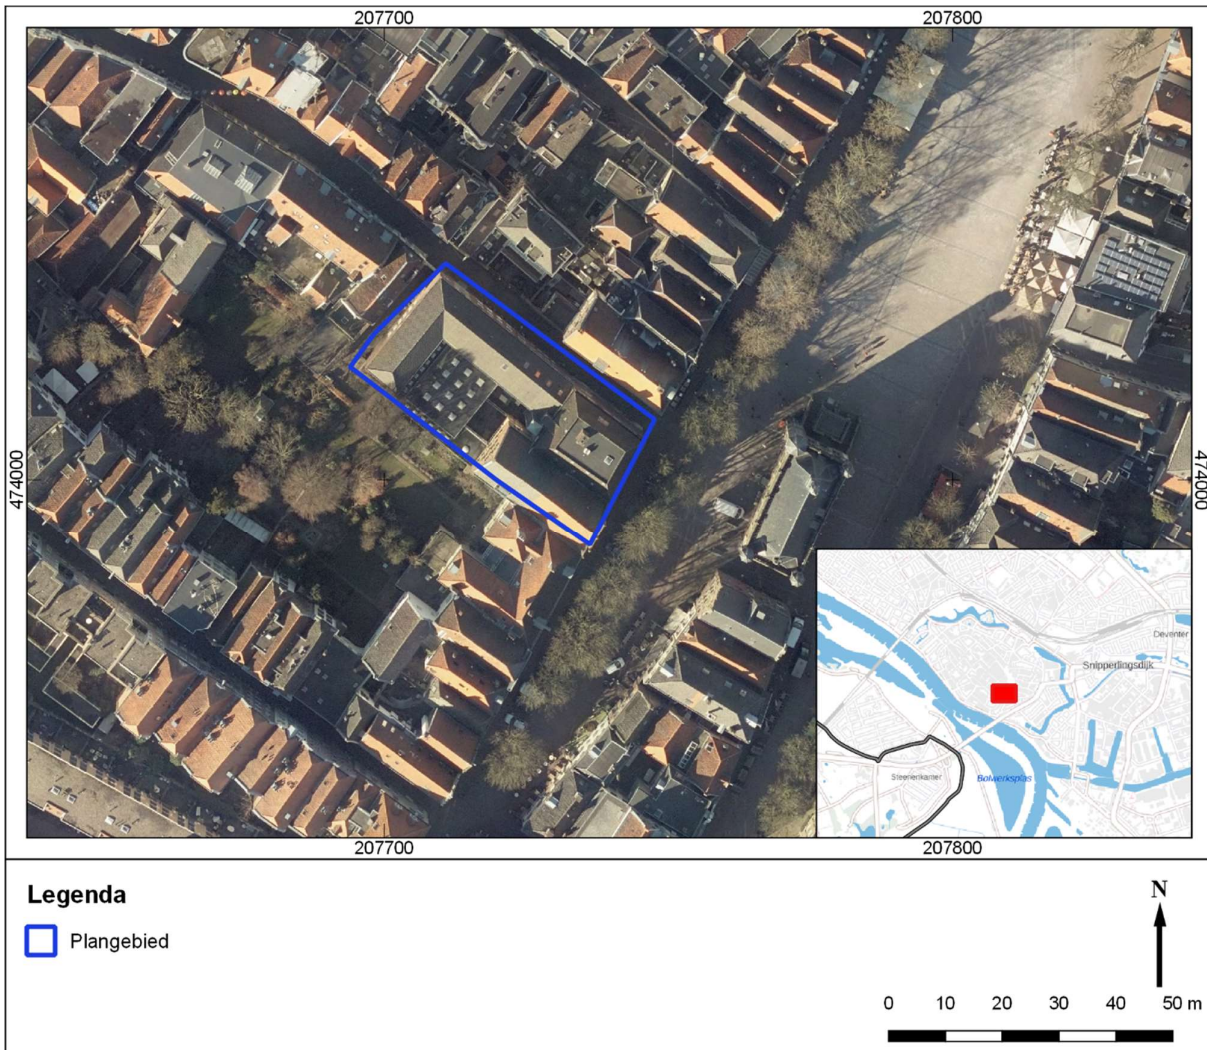 207700 207800
474000 474000
Deventer
Snipperlingsdijk
Steenenkamer
Bolwerksplas
207700 207800
Legenda
Plangebied
N
0 10 20 30 40 50 m